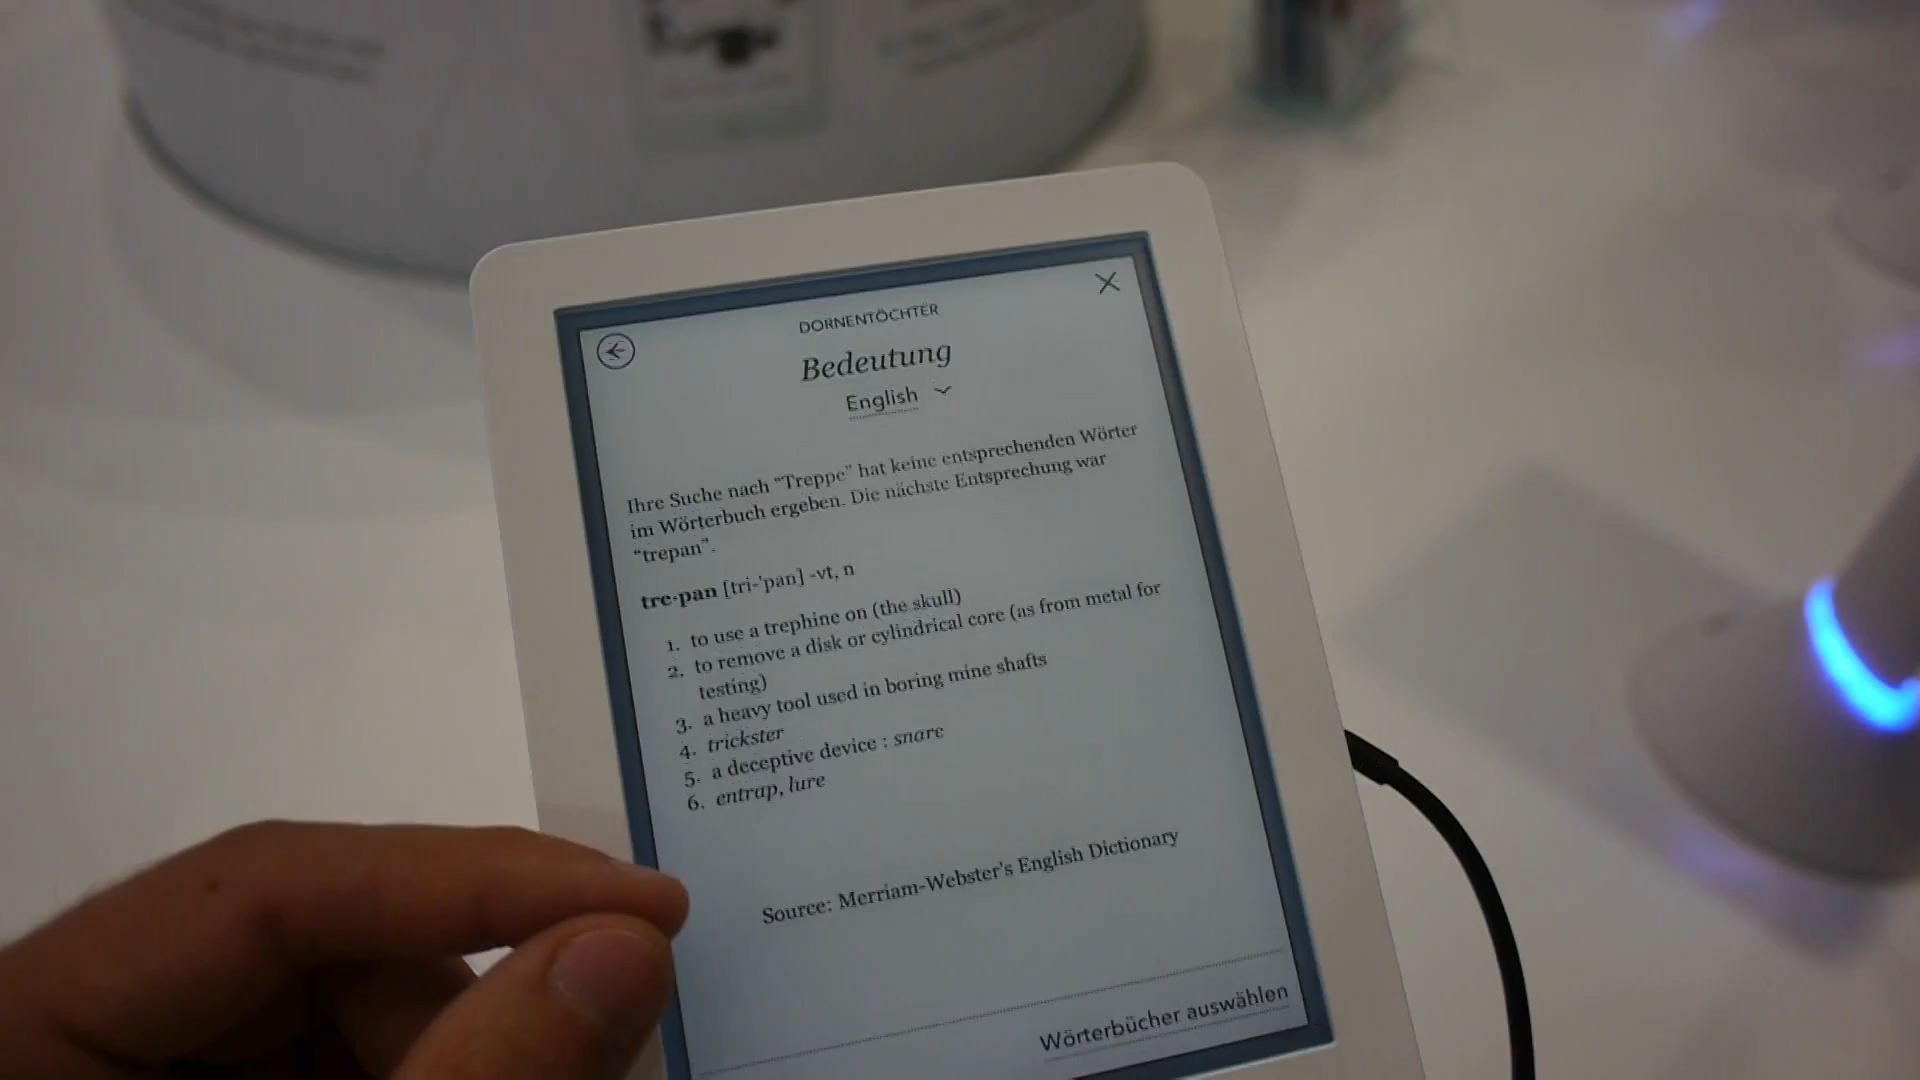 DORNENTÖCHTER
Bedeutung
English
Ihre Suche nach “Treppe” hat keine entsprechenden Wörter
im Wörterbuch ergeben. Die nächste Entsprechung war
“trepan”.
tre·pan [tri-'pan] -vt, n
1. to use a trephine on (the skull)
2. to remove a disk or cylindrical core (as from metal for
testing)
3. a heavy tool used in boring mine shafts
4. trickster
5. a deceptive device : snare
6. entrap, lure
Source: Merriam-Webster's English Dictionary
Wörterbücher auswählen